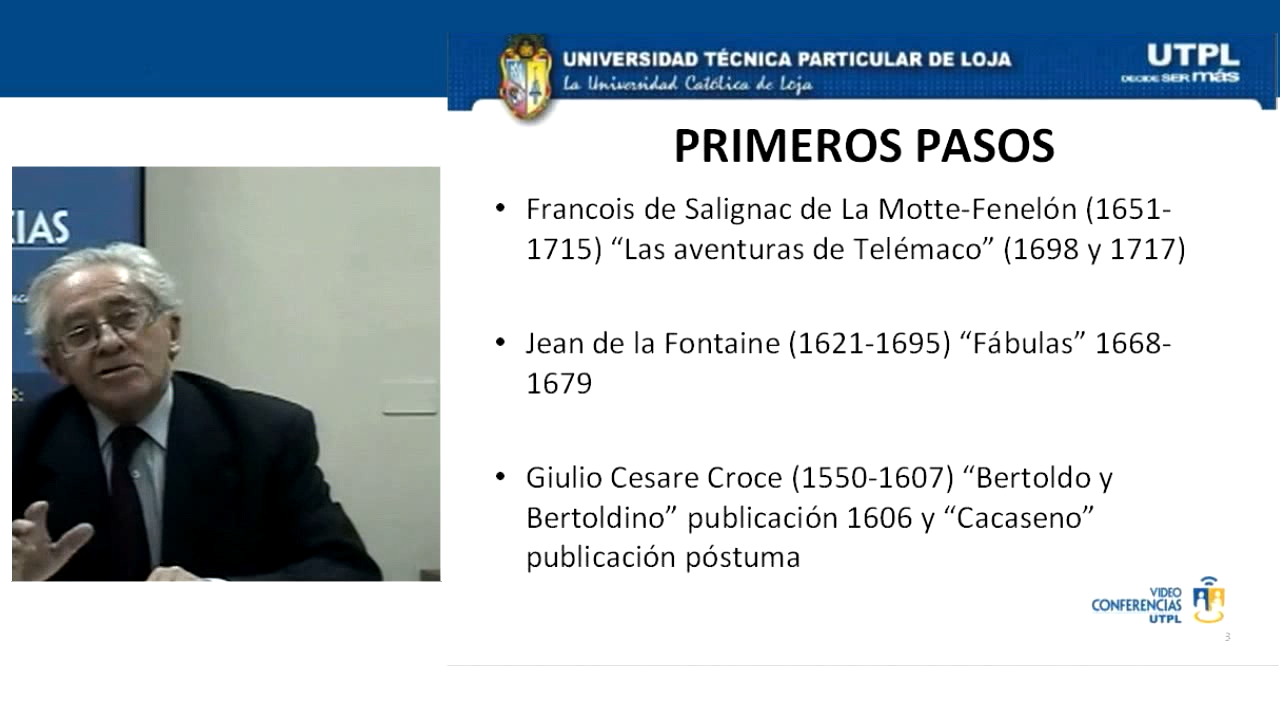 UNIVERSIDAD TÉCNICA PARTICULAR DE LOJA
La Universidad Católica de Loja
UTPL
DECIDE SER más
PRIMEROS PASOS
• Francois de Salignac de La Motte-Fenelón (1651-
1715) “Las aventuras de Telémaco” (1698 y 1717)
• Jean de la Fontaine (1621-1695) “Fábulas” 1668-
1679
• Giulio Cesare Croce (1550-1607) “Bertoldo y
Bertoldino” publicación 1606 y “Cacaseno”
publicación póstuma
VIDEO
CONFERENCIAS
UTPL
3
CIAS